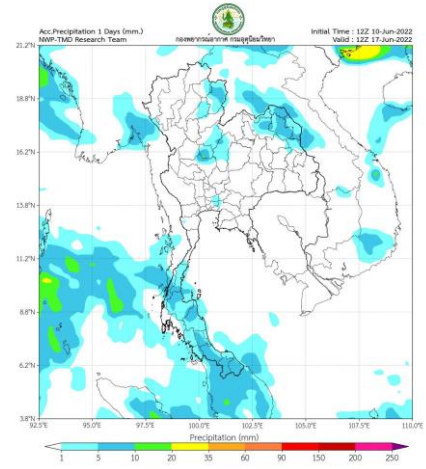 Acc.Precipitation 1 Days (mm.)
NWP-TMD Research Team
กองพยากรณ์อากาศ กรมอุตุนิยมวิทยา
Initial Time : 12Z 10-Jun-2022
Valid : 12Z 17-Jun-2022
21.2°N
18.8°N
16.2°N
13.8°N
11.2°N
8.8°N
6.2°N
3.8°N
92.5°E 95.0°E 97.5°E 100.0°E 102.5°E 105.0°E 107.5°E 110.0°E
Precipitation (mm)
1 5 10 20 35 60 90 150 200 250